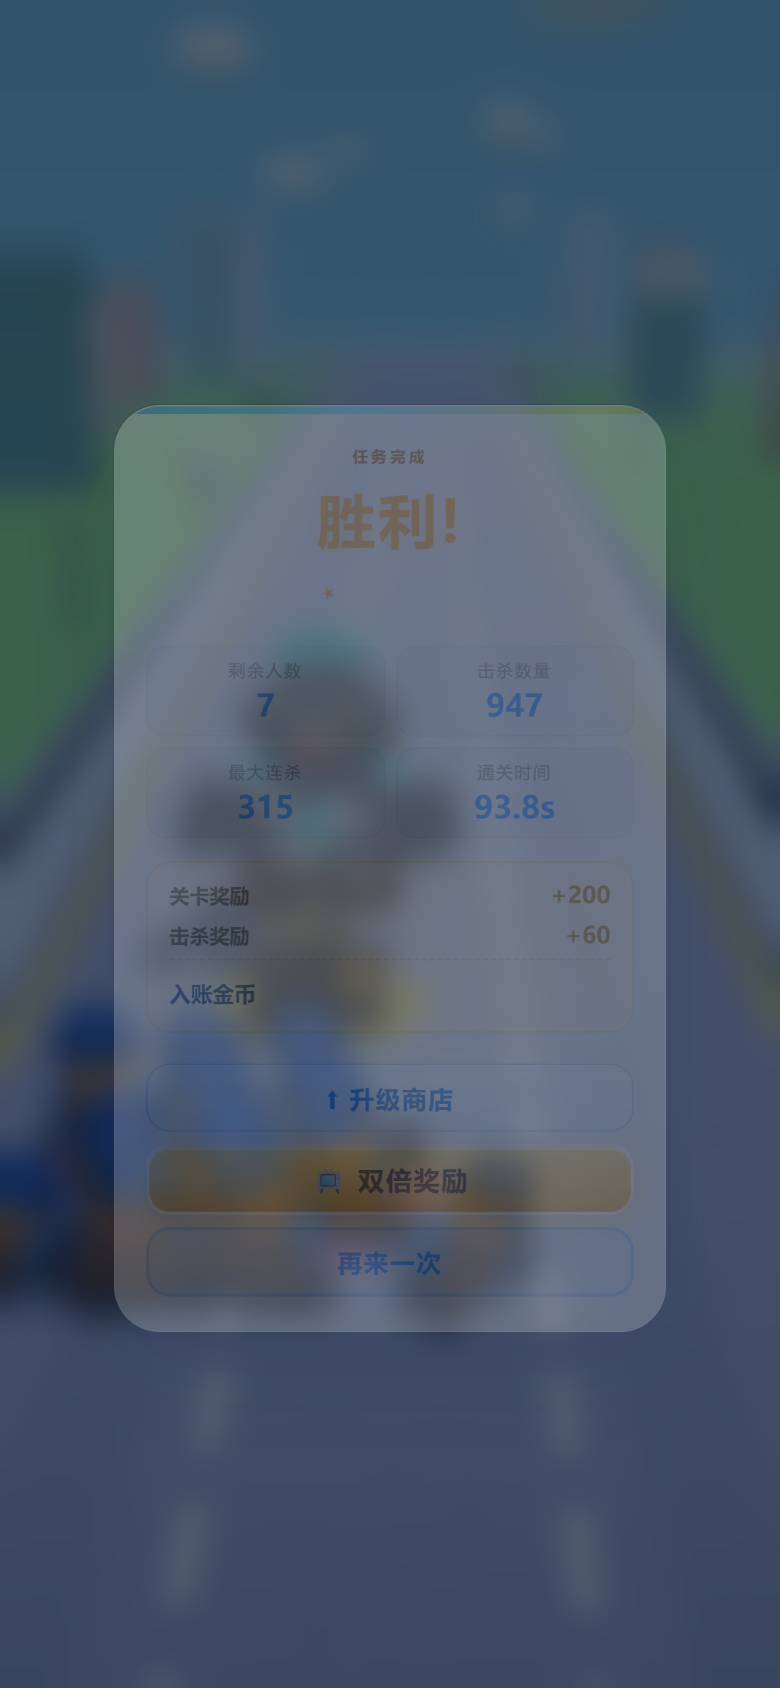 任务完成
胜利!
剩余人数
7
击杀数量
947
最大连杀
315
通关时间
93.8s
关卡奖励 +200
击杀奖励 +60
入账金币
⬆ 升级商店
📺 双倍奖励
再来一次